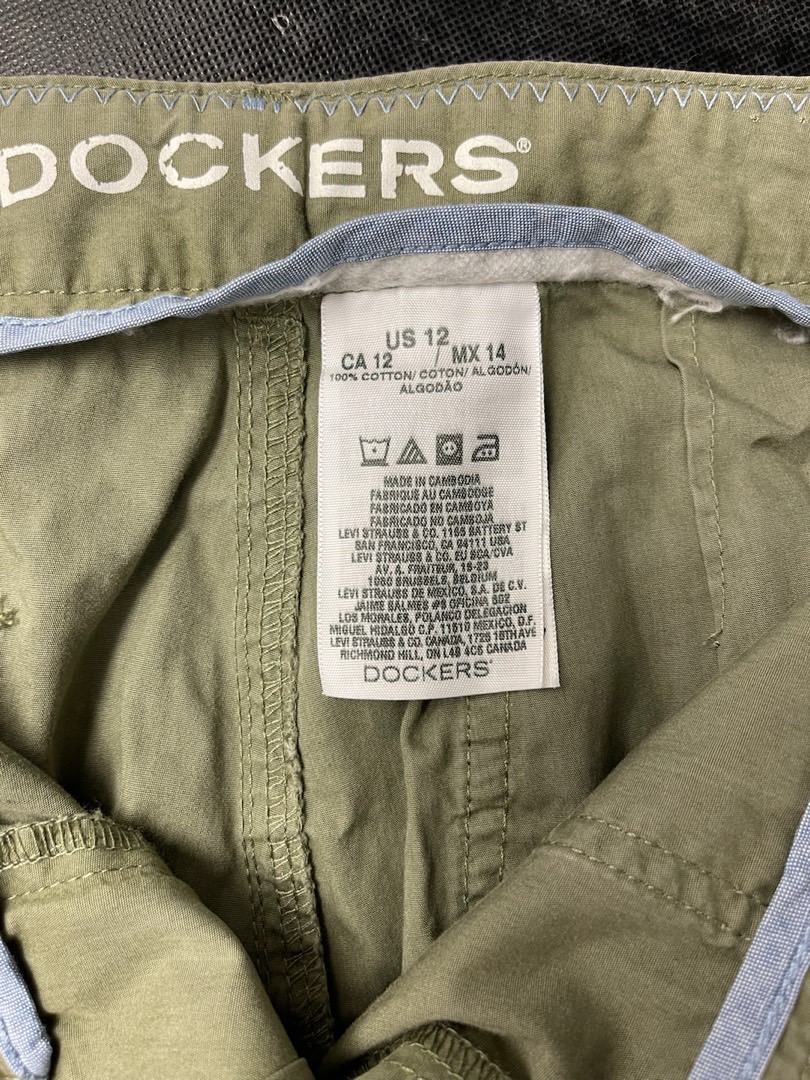 DOCKERS®
US 12
CA 12 / MX 14
100% COTTON/ COTON/ ALGODÓN/
ALGODÃO
MADE IN CAMBODIA
FABRIQUE AU CAMBODGE
FABRICADO EN CAMBOYA
FABRICADO NO CAMBOJA
LEVI STRAUSS & CO. 1155 BATTERY ST
SAN FRANCISCO, CA 94111 USA
LEVI STRAUSS & CO. EU SCA/CVA
AV. A. FRAITEUR, 15-23
1050 BRUSSELS, BELGIUM
LEVI STRAUSS DE MEXICO, S.A. DE C.V.
JAIME BALMES #8 OFICINA 602
LOS MORALES, POLANCO DELEGACION
MIGUEL HIDALGO C.P. 11510 MEXICO, D.F.
LEVI STRAUSS & CO. CANADA, 1725 16TH AVE
RICHMOND HILL, ON L4B 4C6 CANADA
DOCKERS®